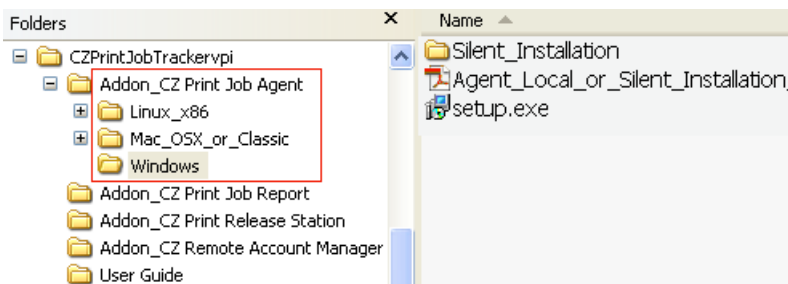 Folders
CZPrintJobTrackervpi
Addon_CZ Print Job Agent
Linux_x86
Mac_OSX_or_Classic
Windows
Addon_CZ Print Job Report
Addon_CZ Print Release Station
Addon_CZ Remote Account Manager
User Guide
Name
Silent_Installation
Agent_Local_or_Silent_Installation_
setup.exe